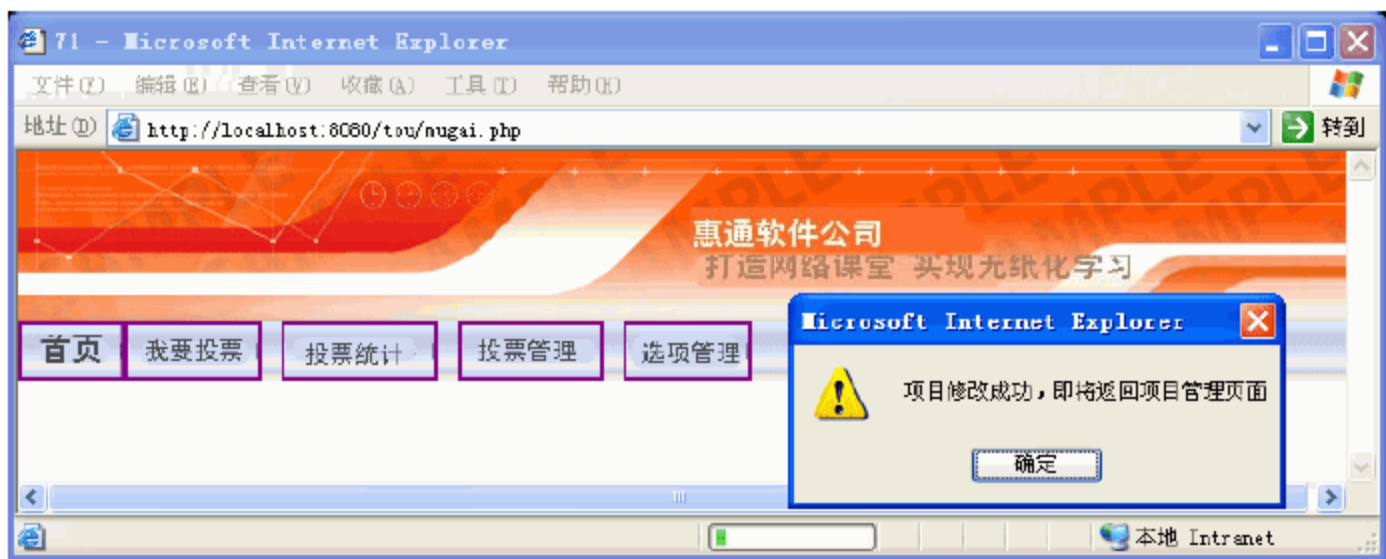 71 - Microsoft Internet Explorer
文件(F) 编辑(E) 查看(V) 收藏(A) 工具(T) 帮助(H)
地址(D) http://localhost:8080/tou/nugai.php 转到
惠通软件公司
打造网络课堂 实现无纸化学习
首页 我要投票 投票统计 投票管理 选项管理
Microsoft Internet Explorer
项目修改成功，即将返回项目管理页面
确定
本地 Intranet